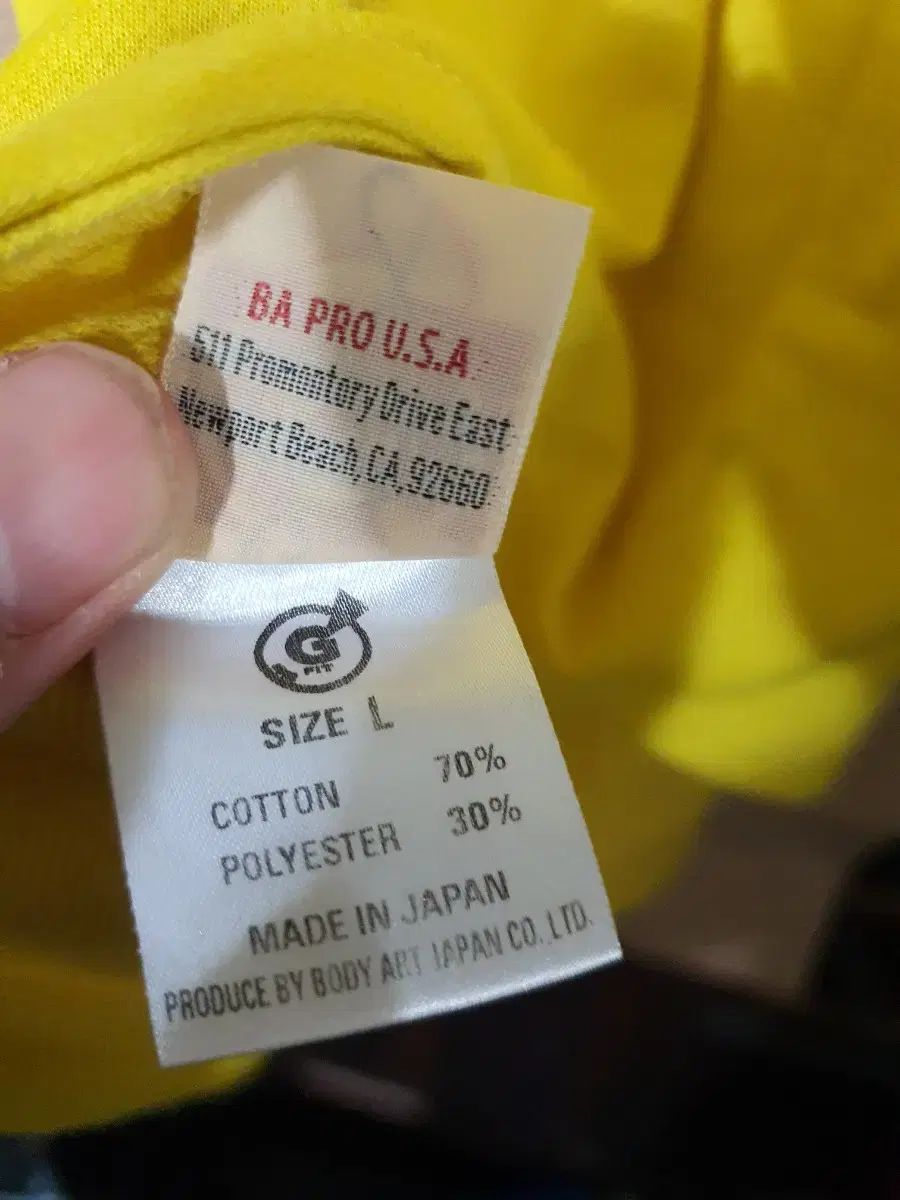 BA PRO U.S.A
511 Promontory Drive East
Newport Beach, CA, 92660
G
FIT
SIZE L
COTTON 70%
POLYESTER 30%
MADE IN JAPAN
PRODUCE BY BODY ART JAPAN CO., LTD.